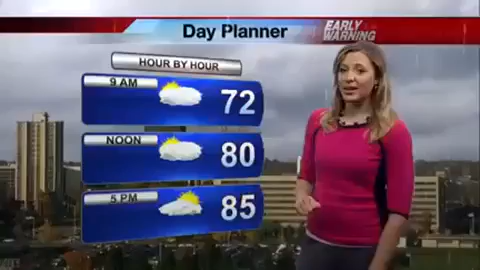 Day Planner
EARLY
WARNING
HOUR BY HOUR
9 AM
72
NOON
80
5 PM
85